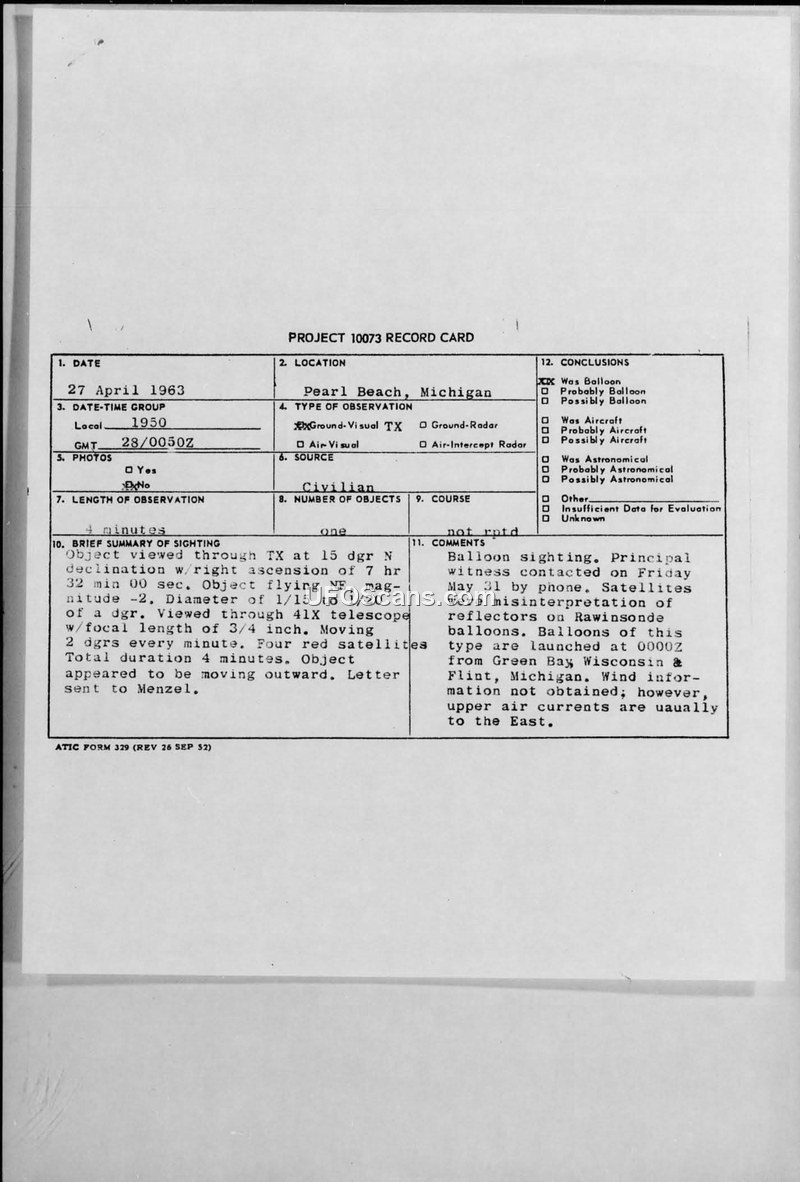 PROJECT 10073 RECORD CARD
1. DATE
27 April 1963
2. LOCATION
Pearl Beach, Michigan
3. DATE-TIME GROUP
Local 1950
GMT 28/0050Z
4. TYPE OF OBSERVATION
XX Ground-Visual TX
□ Ground-Radar
□ Air-Visual
□ Air-Intercept Radar
5. PHOTOS
□ Yes
No
6. SOURCE
Civilian
7. LENGTH OF OBSERVATION
4 minutes
8. NUMBER OF OBJECTS
one
9. COURSE
not rptd
12. CONCLUSIONS
XX Was Balloon
□ Probably Balloon
□ Possibly Balloon
□ Was Aircraft
□ Probably Aircraft
□ Possibly Aircraft
□ Was Astronomical
□ Probably Astronomical
□ Possibly Astronomical
□ Other
□ Insufficient Data for Evaluation
□ Unknown
10. BRIEF SUMMARY OF SIGHTING
Object viewed through TX at 15 dgr N
declination w/right ascension of 7 hr
32 min 00 sec. Object flying NE, mag-
nitude -2. Diameter of 1/15 to
of a dgr. Viewed through 41X telescope
w/focal length of 3/4 inch. Moving
2 dgrs every minute. Four red satellites
Total duration 4 minutes. Object
appeared to be moving outward. Letter
sent to Menzel.
11. COMMENTS
Balloon sighting. Principal
witness contacted on Friday
May 31 by phone. Satellites
misinterpretation of
reflectors on Rawinsonde
balloons. Balloons of this
type are launched at 0000Z
from Green Bay, Wisconsin &
Flint, Michigan. Wind infor-
mation not obtained; however,
upper air currents are uaually
to the East.
ATIC FORM 329 (REV 26 SEP 52)
UFOscans.com